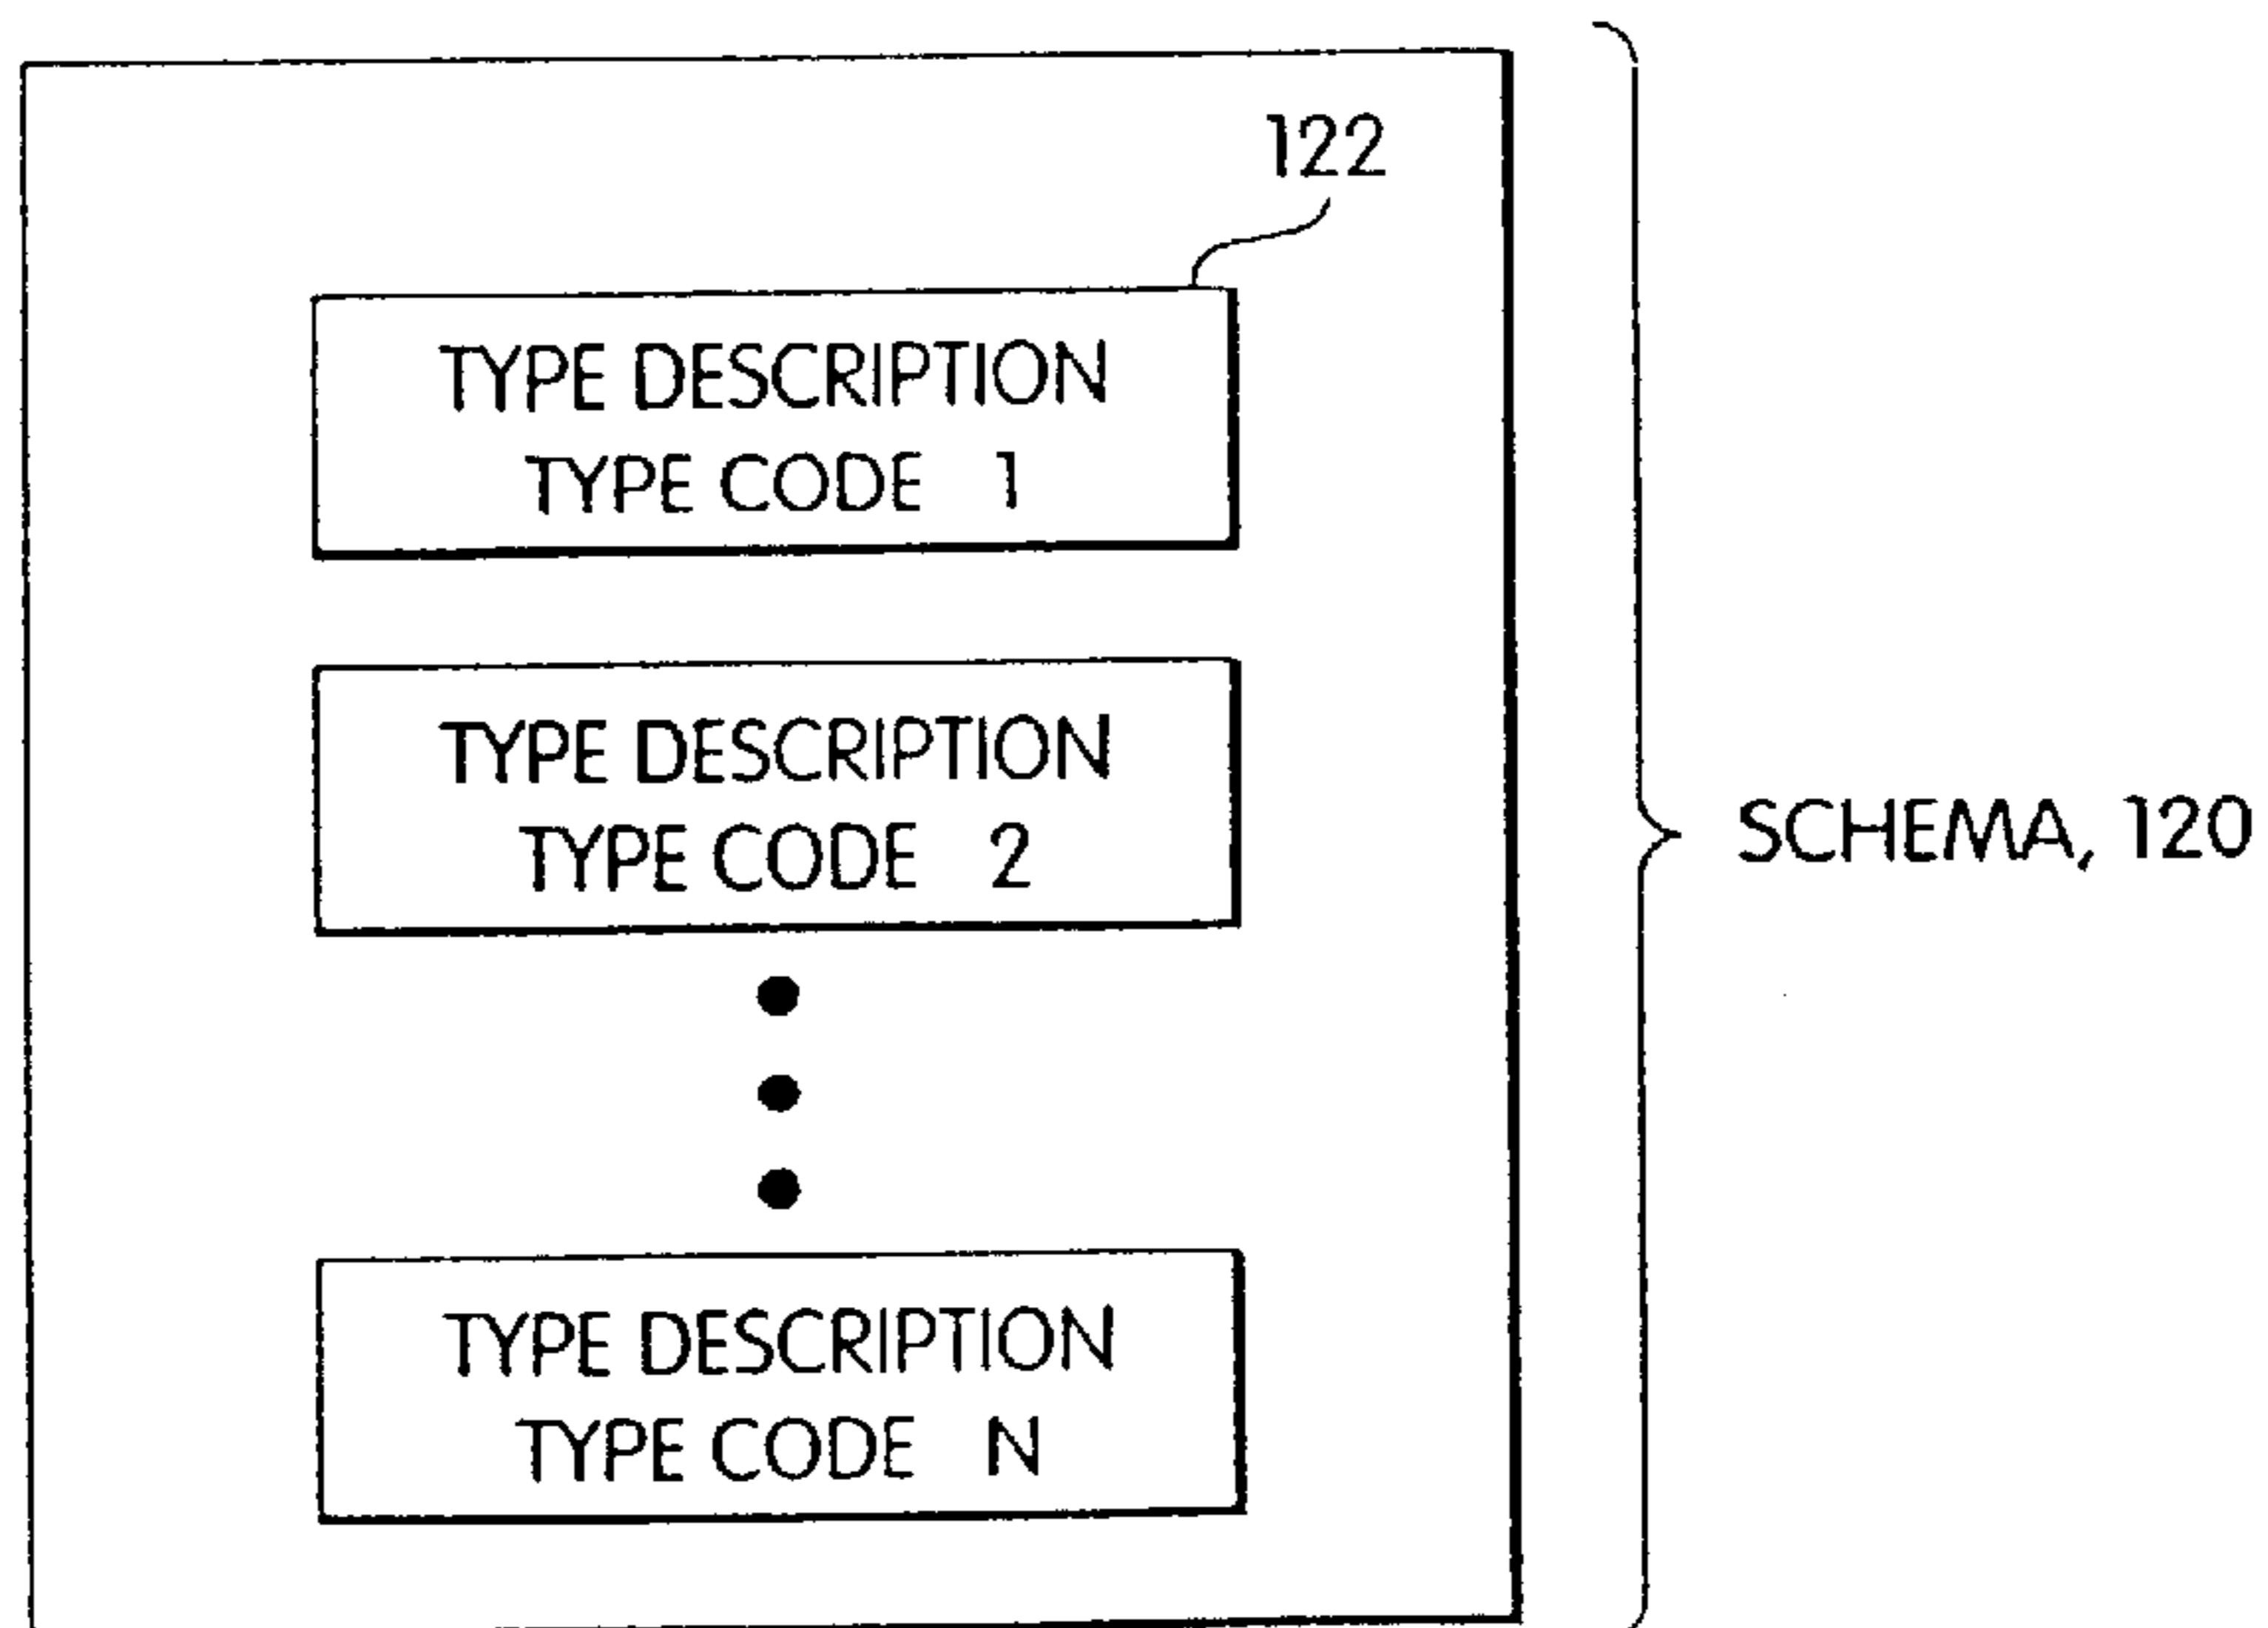 122
TYPE DESCRIPTION
TYPE CODE 1
TYPE DESCRIPTION
TYPE CODE 2
SCHEMA, 120
TYPE DESCRIPTION
TYPE CODE N